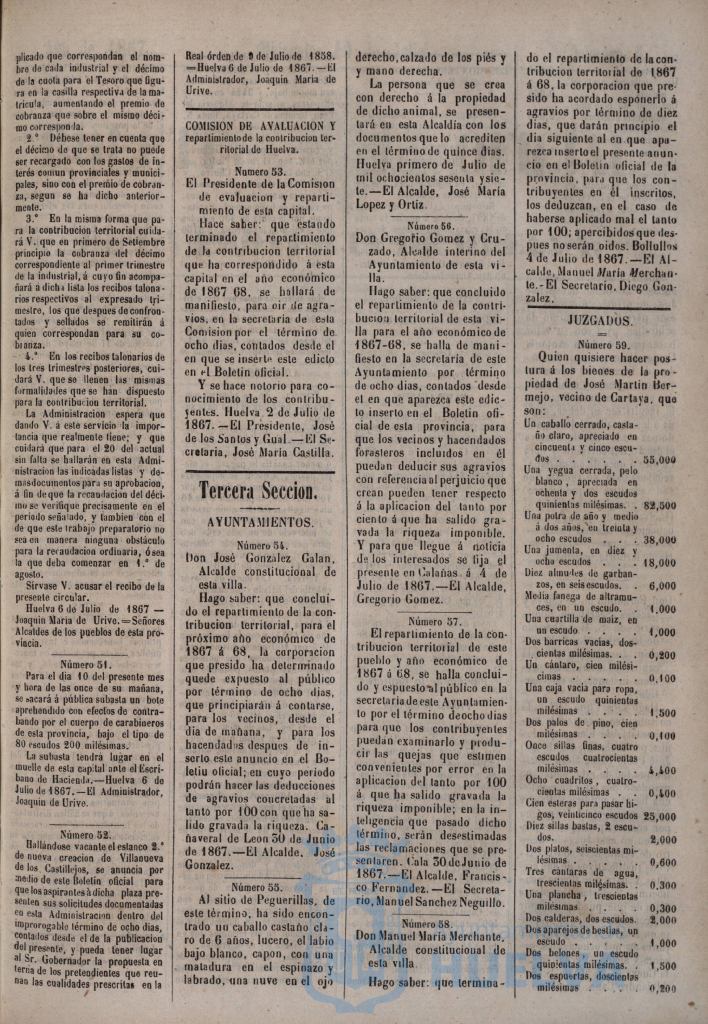 plicado que correspondan el nom-
bre de cada industrial y el décimo
de la cuota para el Tesoro que figu-
ra en la casilla respectiva de la ma-
tricula, aumentando el premio de
cobranza que sobre el mismo déci-
mo corresponda.
2.° Débese tener en cuenta que
el décimo de que se trata no puede
ser recargado con los gastos de in-
terés comun provinciales y munici-
pales, sino con el premio de cobran-
za, segun se ha dicho anterior-
mente.
3.° En la misma forma que pa-
ra la contribucion territorial cuida-
rá V. que en primero de Setiembre
principio la cobranza del décimo
correspondiente al primer trimestre
de la industrial, á cuyo fin acompa-
ñará á dicha lista los recibos talona-
rios respectivos al expresado tri-
mestre, los que despues de confron-
tados y sellados se remitirán á
quien correspondan para su co-
branza.
4.° En los recibos talonarios de
los tres trimestres posteriores, cui-
dará V. que se llenen las mismas
formalidades que se han dispuesto
para la contribucion territorial.
La Administracion espera que
dando V. á este servicio la impor-
tancia que realmente tiene; y que
cuidará que para el 20 del actual
sin falta se hallarán en esta Admi-
nistracion las indicadas listas y de-
mas documentos para su aprobacion,
á fin de que la recaudacion del déci-
mo se verifique precisamente en el
período señalado, y tambien con el
de que este trabajo preparatorio no
sea en manera ninguna obstáculo
para la recaudacion ordinaria, ó sea
la que deba comenzar en 1.° de
agosto.
Sirvase V. acusar el recibo de la
presente circular.
Huelva 6 de Julio de 1867 —
Joaquin Maria de Urive.=Señores
Alcaldes de los pueblos de esta pro-
vincia.
Número 51.
Para el dia 10 del presente mes
y hora de las once de su mañana,
se sacará á pública subasta un bote
aprehendido con efectos de contra-
bando por el cuerpo de carabineros
de esta provincia, bajo el tipo de
80 escudos 200 milésimas.
La subasta tendrá lugar en el
muelle de esta capital ante el Escri-
bano de Hacienda.—Huelva 6 de
Julio de 1867.—El Administrador,
Joaquin de Urive.
Número 52.
Hallándose vacante el estanco 2.°
de nueva creacion de Villanueva
de los Castillejos, se anuncia por
medio de este Boletin oficial para
que los aspirantes á dicha plaza pre-
senten sus solicitudes documentadas
en esta Administracion dentro del
improrogable término de ocho dias,
contados desde el de la publicacion
del presente, y pueda tener lugar
al Sr. Gobernador la propuesta en
terna de los pretendientes que reu-
nan las cualidades prescritas en la
Real órden de 9 de Julio de 1858.
=Huelva 6 de Julio de 1867.—El
Administrador, Joaquin Maria de
Urive.
COMISION DE AVALUACION Y
repartimiento de la contribucion ter-
ritorial de Huelva.
Numero 53.
El Presidente de la Comision
de evaluacion y reparti-
miento de esta capital.
Hace saber: que estando
terminado el repartimiento
de la contribucion territorial
que ha correspondido á esta
capital en el año económico
de 1867 68, se hallará de
manifiesto, para oir de agra-
vios, en la secretaría de esta
Comision por el término de
ocho dias, contados desde el
en que se inserte este edicto
en el Boletin oficial.
Y se hace notorio para co-
nocimiento de los contribu-
yentes. Huelva 2 de Julio de
1867.—El Presidente, José
de los Santos y Gual.—El Se-
cretaria, José María Castilla.
Tercera Seccion.
AYUNTAMIENTOS.
Número 54.
Don José Gonzalez Galan,
Alcalde constitucional de
esta villa.
Hago saber: que conclui-
do el repartimiento de la con-
tribucion territorial, para el
próximo año económico de
1867 á 68, la corporacion
que presido ha determinado
quede expuesto al público
por término de ocho dias,
que principiarán á contarse,
para los vecinos, desde el
dia de mañana, y para los
hacendados despues de in-
serto este anuncio en el Bo-
letiu oficial; en cuyo periodo
podrán hacer las deducciones
de agravios concretadas al
tanto por 100 con que ha sa-
lido gravada la riqueza. Ca-
ñaveral de Leon 30 de Junio
de 1867.—El Alcalde, José
Gonzalez.
Número 55.
Al sitio de Peguerillas, de
este término, ha sido encon-
trado un caballo castaño cla-
ro de 6 años, lucero, el labio
bajo blanco, capon, con una
matadura en el espinazo y
labrado, una nuve en el ojo
derecho, calzado de los piés y
y mano derecha.
La persona que se crea
con derecho á la propiedad
de dicho animal, se presen-
tará en esta Alcaldía con los
documentos que lo acrediten
en el término de quince dias.
Huelva primero de Julio de
mil ochocientos sesenta y sie-
te.—El Alcalde, José María
Lopez y Ortiz.
Número 56.
Don Gregorio Gomez y Cru-
zado, Alcalde interino del
Ayuntamiento de esta vi-
lla.
Hago saber: que concluido
el repartimiento de la contri-
bucion territorial de esta vi-
lla para el año económico de
1867-68, se halla de mani-
fiesto en la secretaria de este
Ayuntamiento por término
de ocho dias, contados desde
el en que aparezca este edic-
to inserto en el Boletin ofi-
cial de esta provincia, para
que los vecinos y hacendados
forasteros incluidos en él
puedan deducir sus agravios
con referencia al perjuicio que
crean pueden tener respecto
á la aplicacion del tanto por
ciento á que ha salido gra-
vada la riqueza imponible.
Y para que llegue á noticia
de los interesados se fija el
presente en Calañas á 4 de
Julio de 1867.—El Alcalde,
Gregorio Gomez.
Número 57.
El repartimiento de la con-
tribucion territorial de este
pueblo y año económico de
1867 á 68, se halla conclui-
do y espuesto al público en la
secretaria de este Ayuntamien-
to por el término de ocho dias
para que los contribuyentes
puedan examinarlo y produ-
cir las quejas que estimen
convenientes por error en la
aplicacion del tanto por 100
á que ha salido gravada la
riqueza imponible; en la in-
teligencia que pasado dicho
término, serán desestimadas
las reclamaciones que se pre-
sentaren. Cala 30 de Junio de
1867.—El Alcalde, Francis-
co Fernandez.—El Secreta-
rio, Manuel Sanchez Neguillo.
Número 58.
Don Manuel María Merchante,
Alcalde constitucional de
esta villa.
Hago saber: que termina-
do el repartimiento de la con-
tribucion territorial de 1867
á 68, la corporacion que pre-
sido ha acordado esponerlo á
agravios por término de diez
dias, que darán principio el
dia siguiente al en que apa-
rezca inserto el presente anun-
cio en el Boletin oficial de la
provincia, para que los con-
tribuyentes en él inscritos,
los deduzcan, en el caso de
haberse aplicado mal el tanto
por 100; apercibidos que des-
pues no serán oidos. Bollullos
4 de Julio de 1867.—El Al-
calde, Manuel María Merchan-
te.-El Secretario, Diego Gon-
zalez.
JUZGADOS.
Número 59.
Quien quisiere hacer pos-
tura á los bienes de la pro-
piedad de José Martin Ber-
mejo, vecino de Cartaya, que
son:
Un caballo cerrado, casta-
ño claro, apreciado en
cincuenta y cinco escu-
dos . . . . . 55,000
Una yegua cerrada, pelo
blanco, apreciada en
ochenta y dos escudos
quinientas milésimas. 82,500
Una potra de año y medio
á dos años, en treinta y
ocho escudos . . . 38,000
Una jumenta, en diez y
ocho escudos . . . 18,000
Diez almudes de garban-
zos, en seis escudos. . 6,000
Media fanega de altramu-
ces, en un escudo. . 1,000
Una cuartilla de maiz, en
un escudo . . . . 1,000
Dos barricas vacias, dos-
cientas milésimas. . . 0,200
Un cántaro, cien milési-
cimas . . . . . 0,100
Una caja vacia para ropa,
un escudo quinientas
milésimas . . . . 1,500
Dos palos de pino, cien
milésimas . . . . 0,100
Once sillas finas, cuatro
escudos cuatrocientas
milésimas . . . . 4,400
Ocho cuadritos, cuatro-
cientas milésimas . . 0,400
Cien esteras para pasar hi-
gos, veinticinco escudos 25,000
Diez sillas bastas, 2 escu-
dos. 2,000
Dos platos, seiscientas mi-
lésimas . . . . . 0,600
Tres cántaras de agua,
trescientas milésimas. . 0,300
Una plancha, trescientas
milésimas . . . . 0,300
Dos calderas, dos escudos. 2,000
Dos aparejos de bestias, un
escudo . . . . . 1,000
Dos belones, un escudo
quinientas milésimas. . 1,500
Dos espuertas, doscientas
milésimas . . . . 0,200